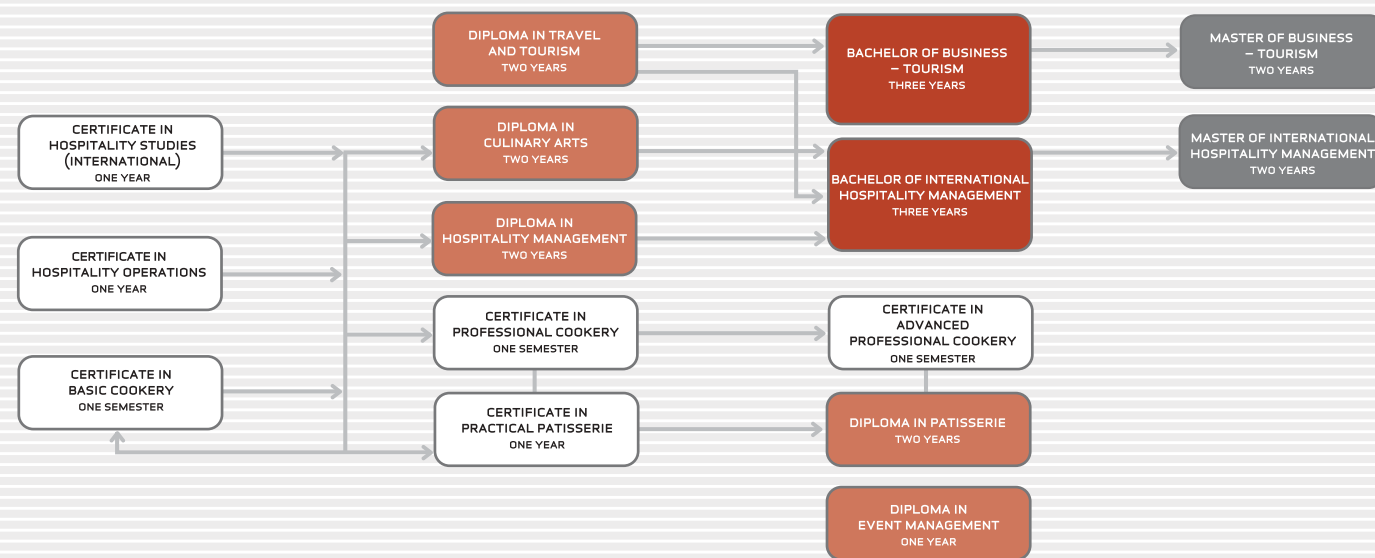 CERTIFICATE IN
HOSPITALITY STUDIES
(INTERNATIONAL)
ONE YEAR
CERTIFICATE IN
HOSPITALITY OPERATIONS
ONE YEAR
CERTIFICATE IN
BASIC COOKERY
ONE SEMESTER
DIPLOMA IN TRAVEL
AND TOURISM
TWO YEARS
DIPLOMA IN
CULINARY ARTS
TWO YEARS
DIPLOMA IN
HOSPITALITY MANAGEMENT
TWO YEARS
CERTIFICATE IN
PROFESSIONAL COOKERY
ONE SEMESTER
CERTIFICATE IN
PRACTICAL PATISSERIE
ONE YEAR
BACHELOR OF BUSINESS
– TOURISM
THREE YEARS
BACHELOR OF INTERNATIONAL
HOSPITALITY MANAGEMENT
THREE YEARS
CERTIFICATE IN
ADVANCED
PROFESSIONAL COOKERY
ONE SEMESTER
DIPLOMA IN PATISSERIE
TWO YEARS
DIPLOMA IN
EVENT MANAGEMENT
ONE YEAR
MASTER OF BUSINESS
– TOURISM
TWO YEARS
MASTER OF INTERNATIONAL
HOSPITALITY MANAGEMENT
TWO YEARS